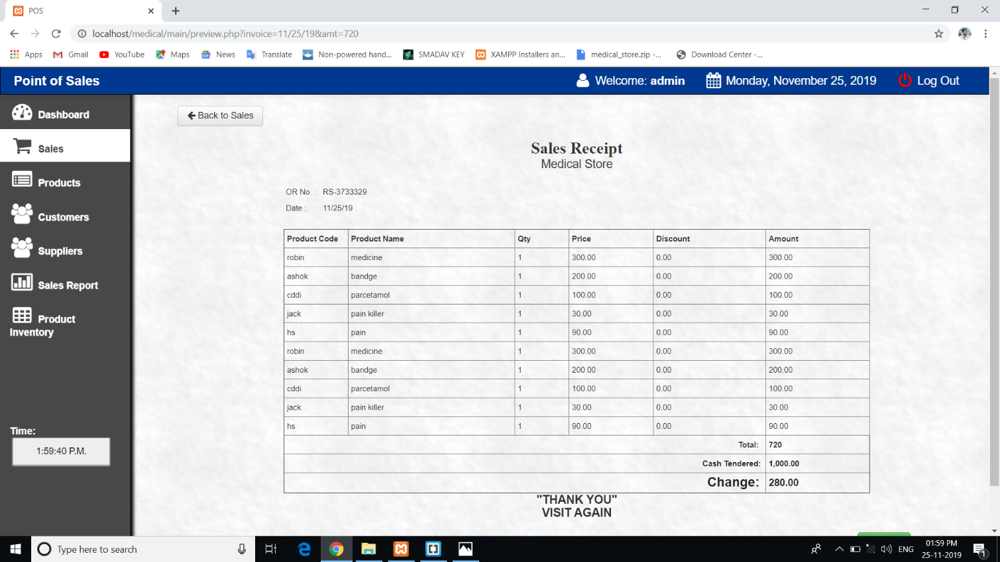 POS
localhost/medical/main/preview.php?invoice=11/25/19&amt=720
Apps Gmail YouTube Maps News Translate Non-powered hand... SMADAV KEY XAMPP Installers an... medical_store.zip -... Download Center -...
Point of Sales Welcome: admin Monday, November 25, 2019 Log Out
Dashboard
Sales
Products
Customers
Suppliers
Sales Report
Product
Inventory
Time:
1:59:40 P.M.
Back to Sales
Sales Receipt
Medical Store
OR No. : RS-3733329
Date : 11/25/19
Product Code Product Name Qty Price Discount Amount
robin medicine 1 300.00 0.00 300.00
ashok bandge 1 200.00 0.00 200.00
cddi parcetamol 1 100.00 0.00 100.00
jack pain killer 1 30.00 0.00 30.00
hs pain 1 90.00 0.00 90.00
robin medicine 1 300.00 0.00 300.00
ashok bandge 1 200.00 0.00 200.00
cddi parcetamol 1 100.00 0.00 100.00
jack pain killer 1 30.00 0.00 30.00
hs pain 1 90.00 0.00 90.00
Total: 720
Cash Tendered: 1,000.00
Change: 280.00
"THANK YOU"
VISIT AGAIN
Type here to search
ENG
01:59 PM
25-11-2019
1